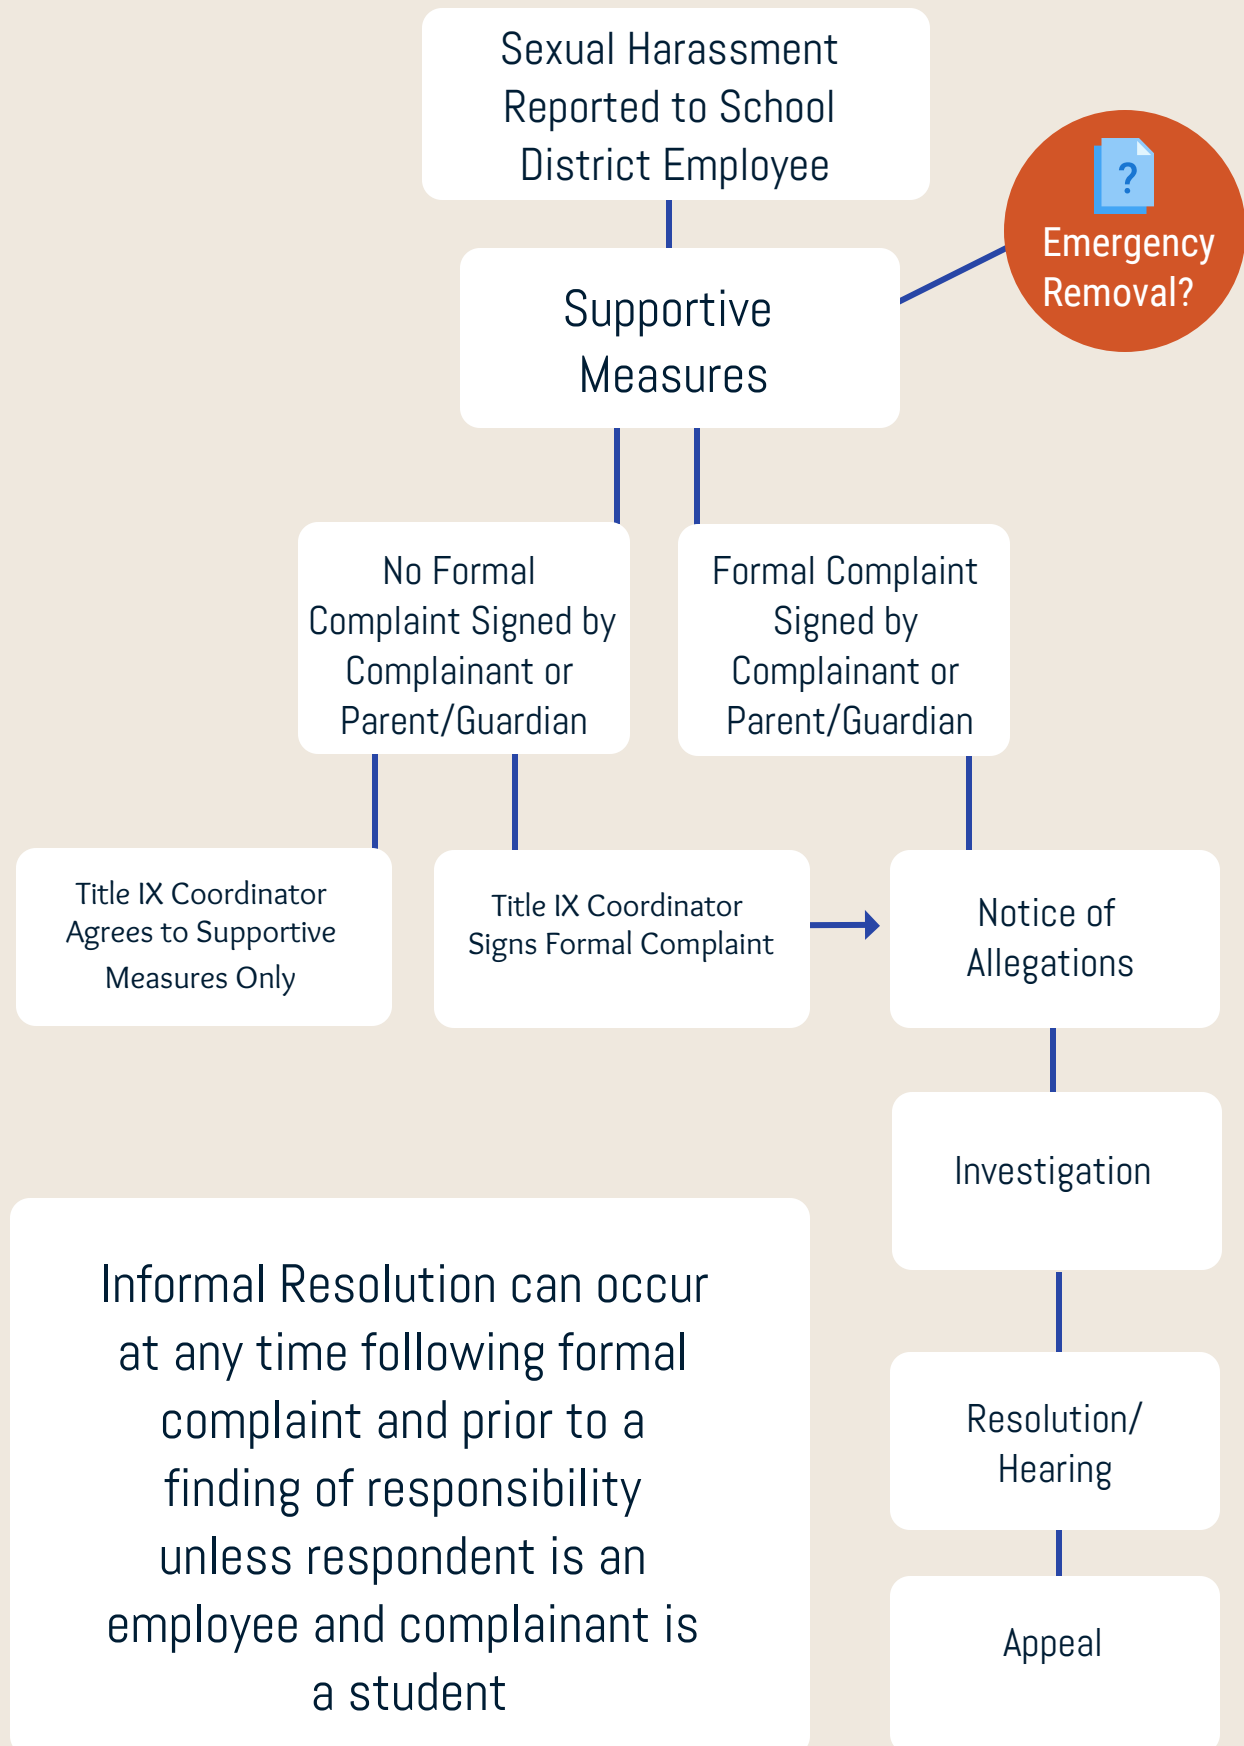 Sexual Harassment
Reported to School
District Employee
?
Emergency
Removal?
Supportive
Measures
No Formal
Complaint Signed by
Complainant or
Parent/Guardian
Formal Complaint
Signed by
Complainant or
Parent/Guardian
Title IX Coordinator
Agrees to Supportive
Measures Only
Title IX Coordinator
Signs Formal Complaint
Notice of
Allegations
Investigation
Informal Resolution can occur
at any time following formal
complaint and prior to a
finding of responsibility
unless respondent is an
employee and complainant is
a student
Resolution/
Hearing
Appeal